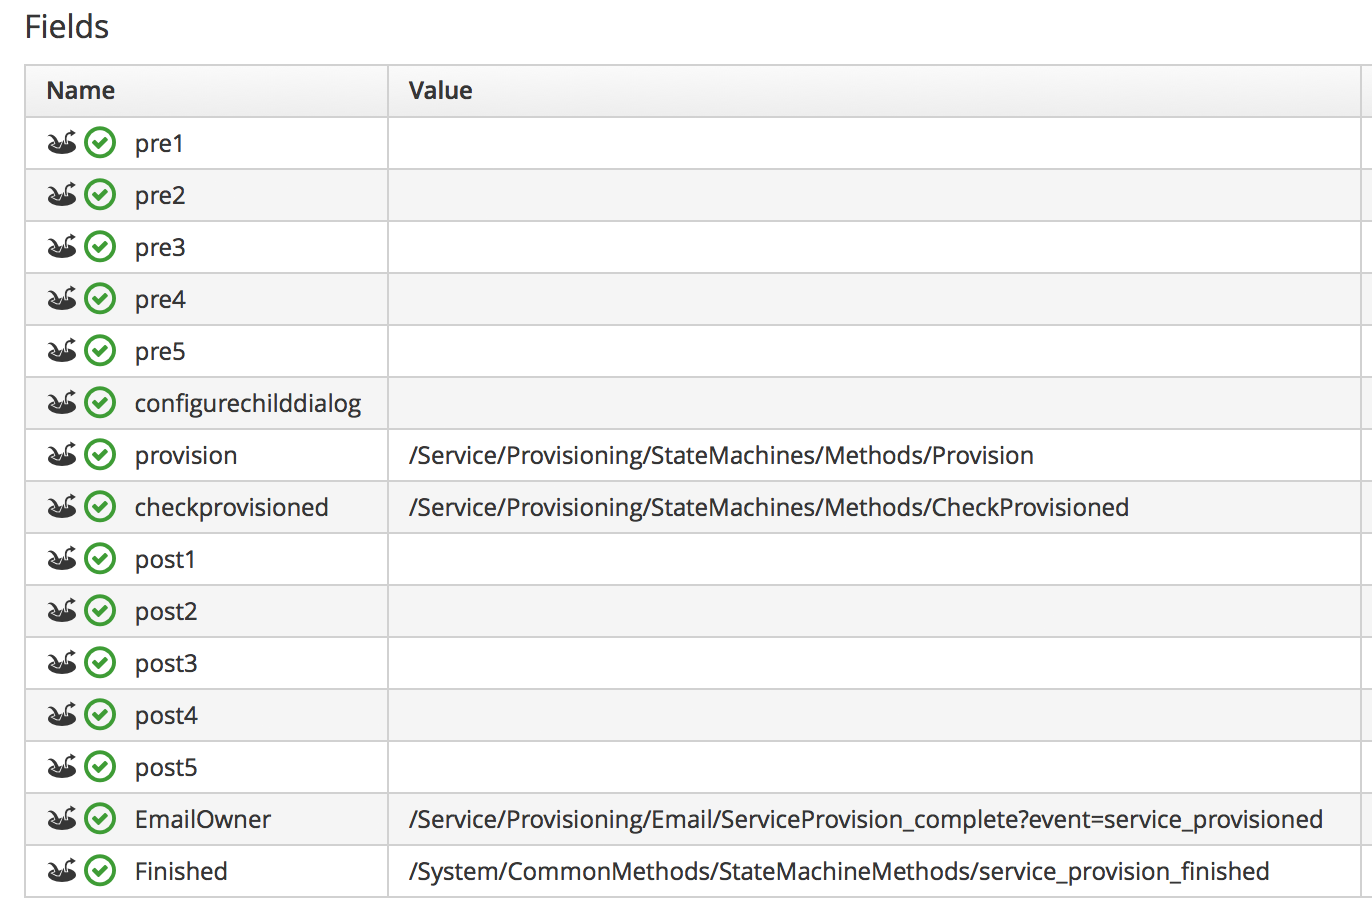 Fields
Name Value
pre1
pre2
pre3
pre4
pre5
configurechilddialog
provision /Service/Provisioning/StateMachines/Methods/Provision
checkprovisioned /Service/Provisioning/StateMachines/Methods/CheckProvisioned
post1
post2
post3
post4
post5
EmailOwner /Service/Provisioning/Email/ServiceProvision_complete?event=service_provisioned
Finished /System/CommonMethods/StateMachineMethods/service_provision_finished